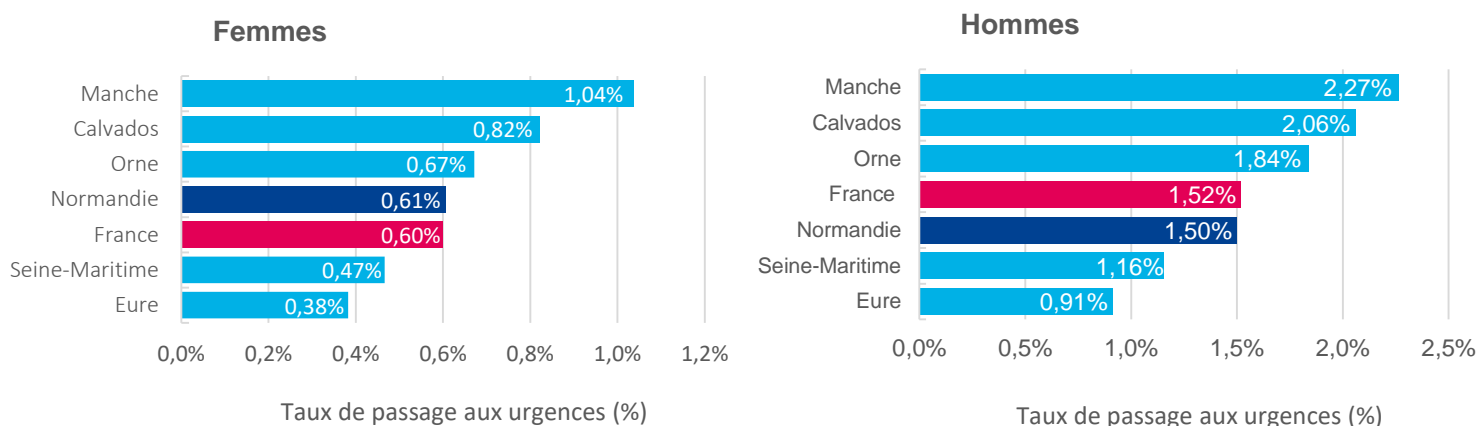 Femmes
Manche 1,04%
Calvados 0,82%
Orne 0,67%
Normandie 0,61%
France 0,60%
Seine-Maritime 0,47%
Eure 0,38%
0,0% 0,2% 0,4% 0,6% 0,8% 1,0% 1,2%
Taux de passage aux urgences (%)
Hommes
Manche 2,27%
Calvados 2,06%
Orne 1,84%
France 1,52%
Normandie 1,50%
Seine-Maritime 1,16%
Eure 0,91%
0,0% 0,5% 1,0% 1,5% 2,0% 2,5%
Taux de passage aux urgences (%)